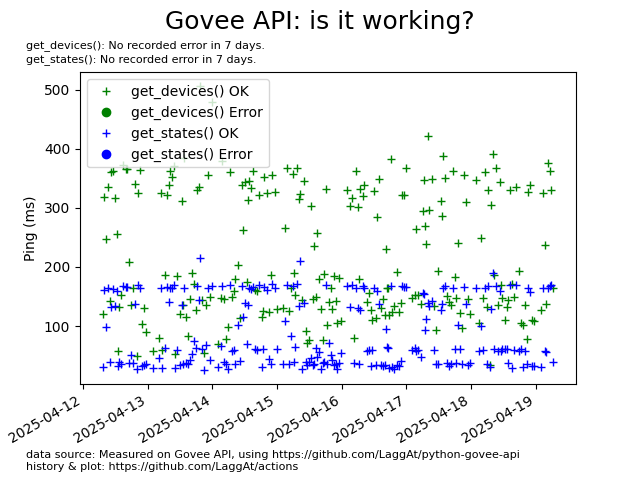 Govee API: is it working?
get_devices(): No recorded error in 7 days.
get_states(): No recorded error in 7 days.
get_devices() OK
get_devices() Error
get_states() OK
get_states() Error
Ping (ms)
500
400
300
200
100
2025-04-12
2025-04-13
2025-04-14
2025-04-15
2025-04-16
2025-04-17
2025-04-18
2025-04-19
data source: Measured on Govee API, using https://github.com/LaggAt/python-govee-api
history & plot: https://github.com/LaggAt/actions